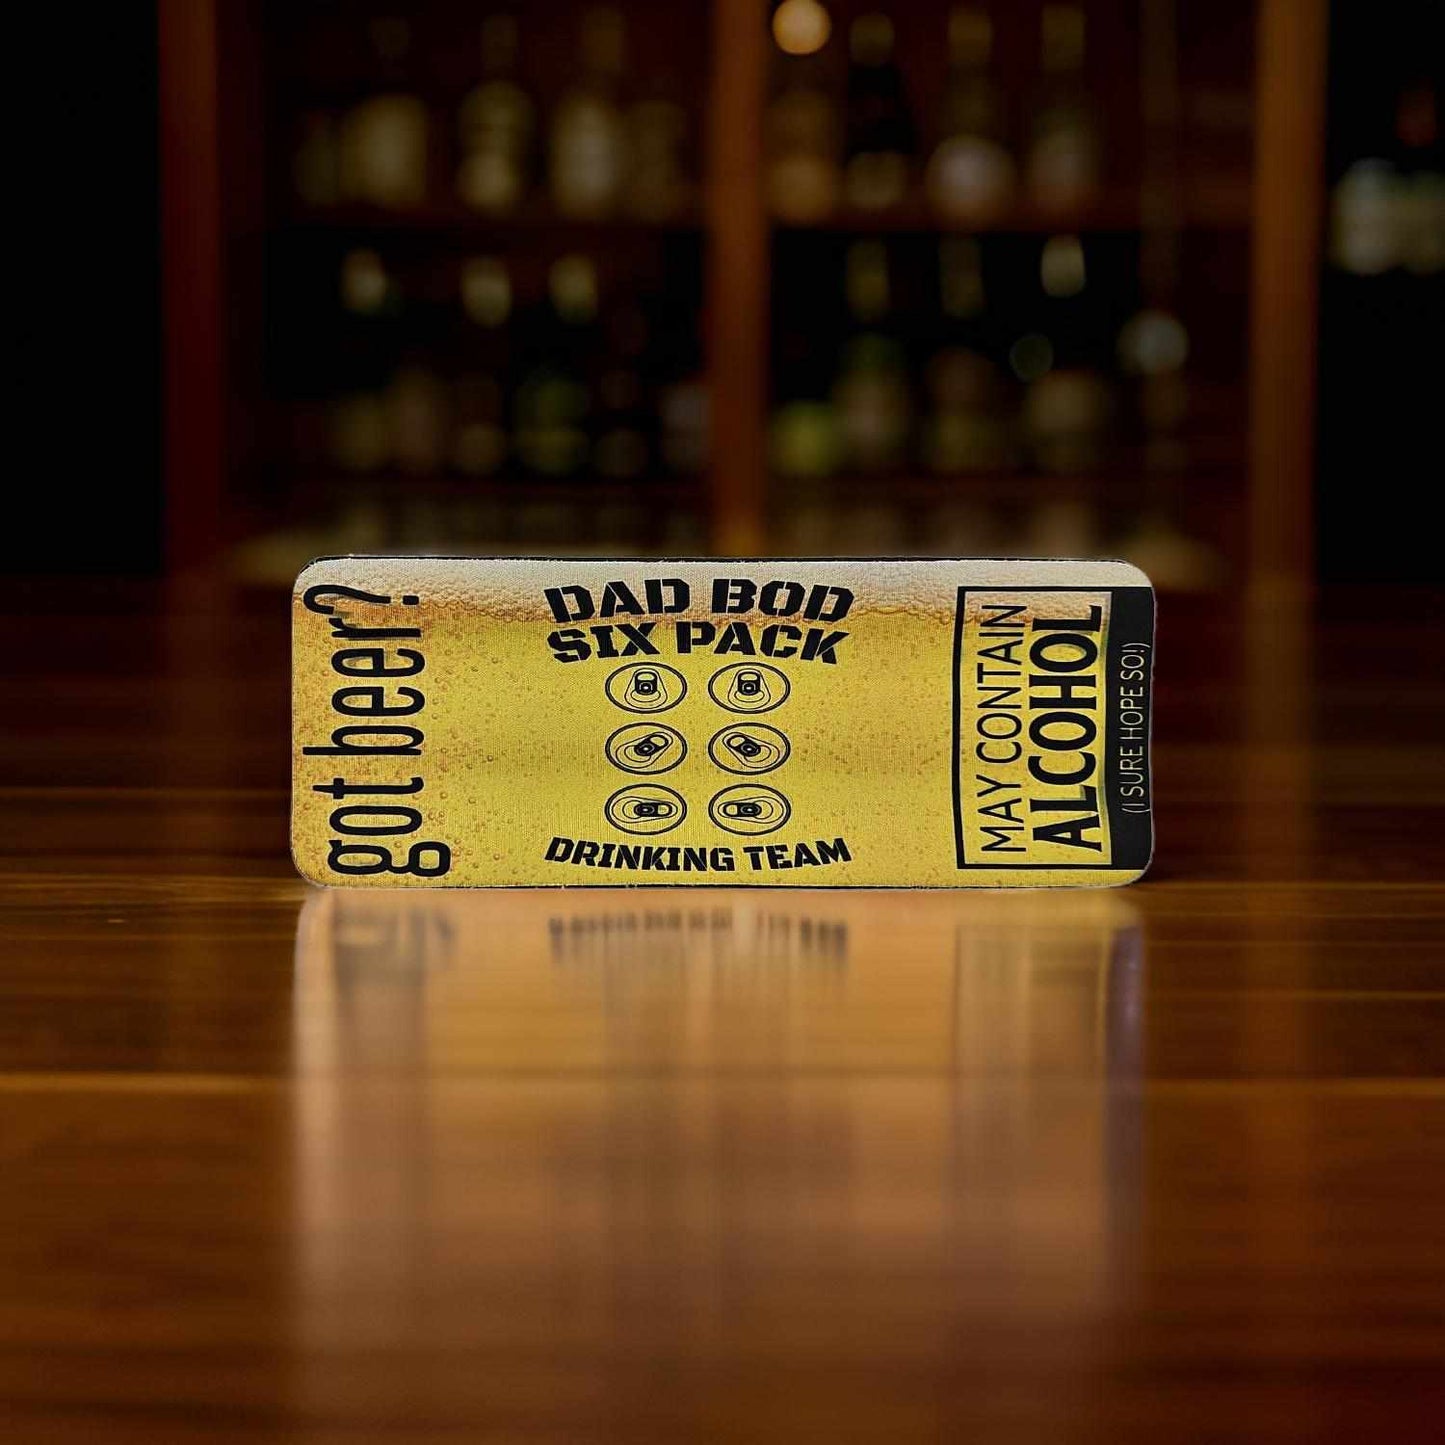 got beer?
DAD BOD
SIX PACK
DRINKING TEAM
MAY CONTAIN
ALCOHOL
(I SURE HOPE SO!)